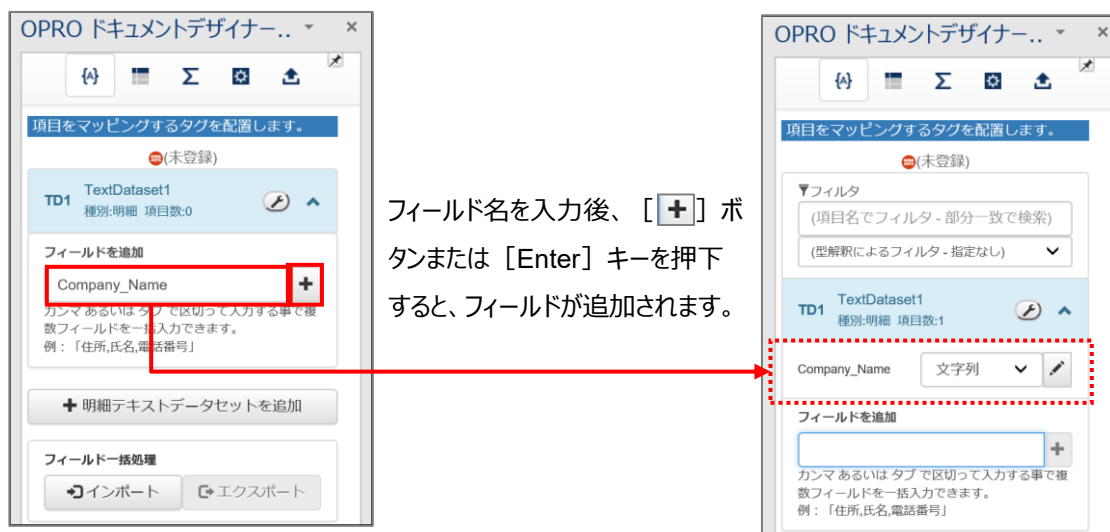 OPRO ドキュメントデザイナー..
{A}
Σ
項目をマッピングするタグを配置します。
(未登録)
TD1
TextDataset1
種別:明細 項目数:0
フィールドを追加
Company_Name
カンマ あるいは タブ で区切って入力する事で複
数フィールドを一括入力できます。
例：「住所,氏名,電話番号」
明細テキストデータセットを追加
フィールド一括処理
インポート
エクスポート
フィールド名を入力後、［ + ］ボ
タンまたは［Enter］キーを押下
すると、フィールドが追加されます。
OPRO ドキュメントデザイナー..
{A}
Σ
項目をマッピングするタグを配置します。
(未登録)
フィルタ
(項目名でフィルタ - 部分一致で検索)
(型解釈によるフィルタ - 指定なし)
TD1
TextDataset1
種別:明細 項目数:1
Company_Name 文字列
フィールドを追加
カンマ あるいは タブ で区切って入力する事で複
数フィールドを一括入力できます。
例：「住所,氏名,電話番号」